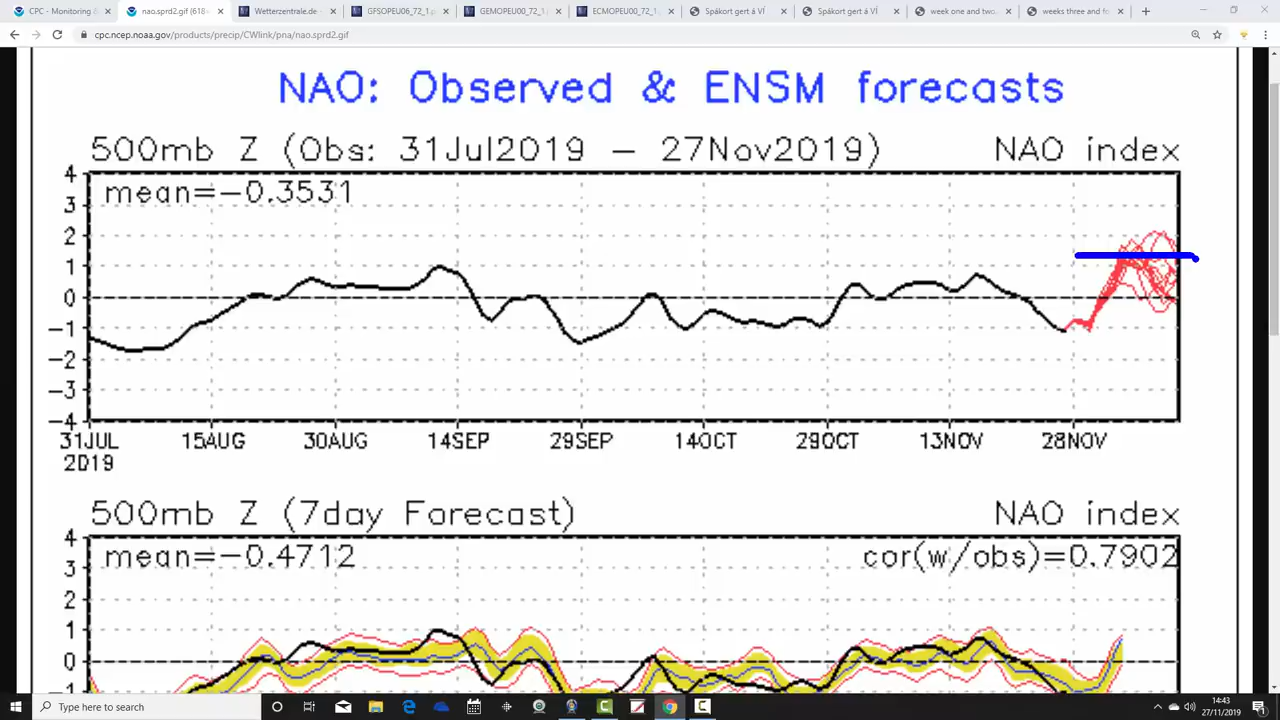 CPC - Monitoring &
nao.sprd2.gif (618×
Wetterzentrale.de -
GFSOPEU06_72_1.p
GEMOPEU00_72_1
ECMOPEU00_72_1
Spákort gert á VÍ
Spákort gert á VÍ
week one and two
weeks three and fo
cpc.ncep.noaa.gov/products/precip/CWlink/pna/nao.sprd2.gif
NAO: Observed & ENSM forecasts
500mb Z (Obs: 31Jul2019 – 27Nov2019) NAO index
mean=-0.3531
4
3
2
1
0
-1
-2
-3
-4
31JUL 15AUG 30AUG 14SEP 29SEP 14OCT 29OCT 13NOV 28NOV
2019
500mb Z (7day Forecast) NAO index
mean=-0.4712 cor(w/obs)=0.7902
4
3
2
1
0
-1
Type here to search
14:43
27/11/2019